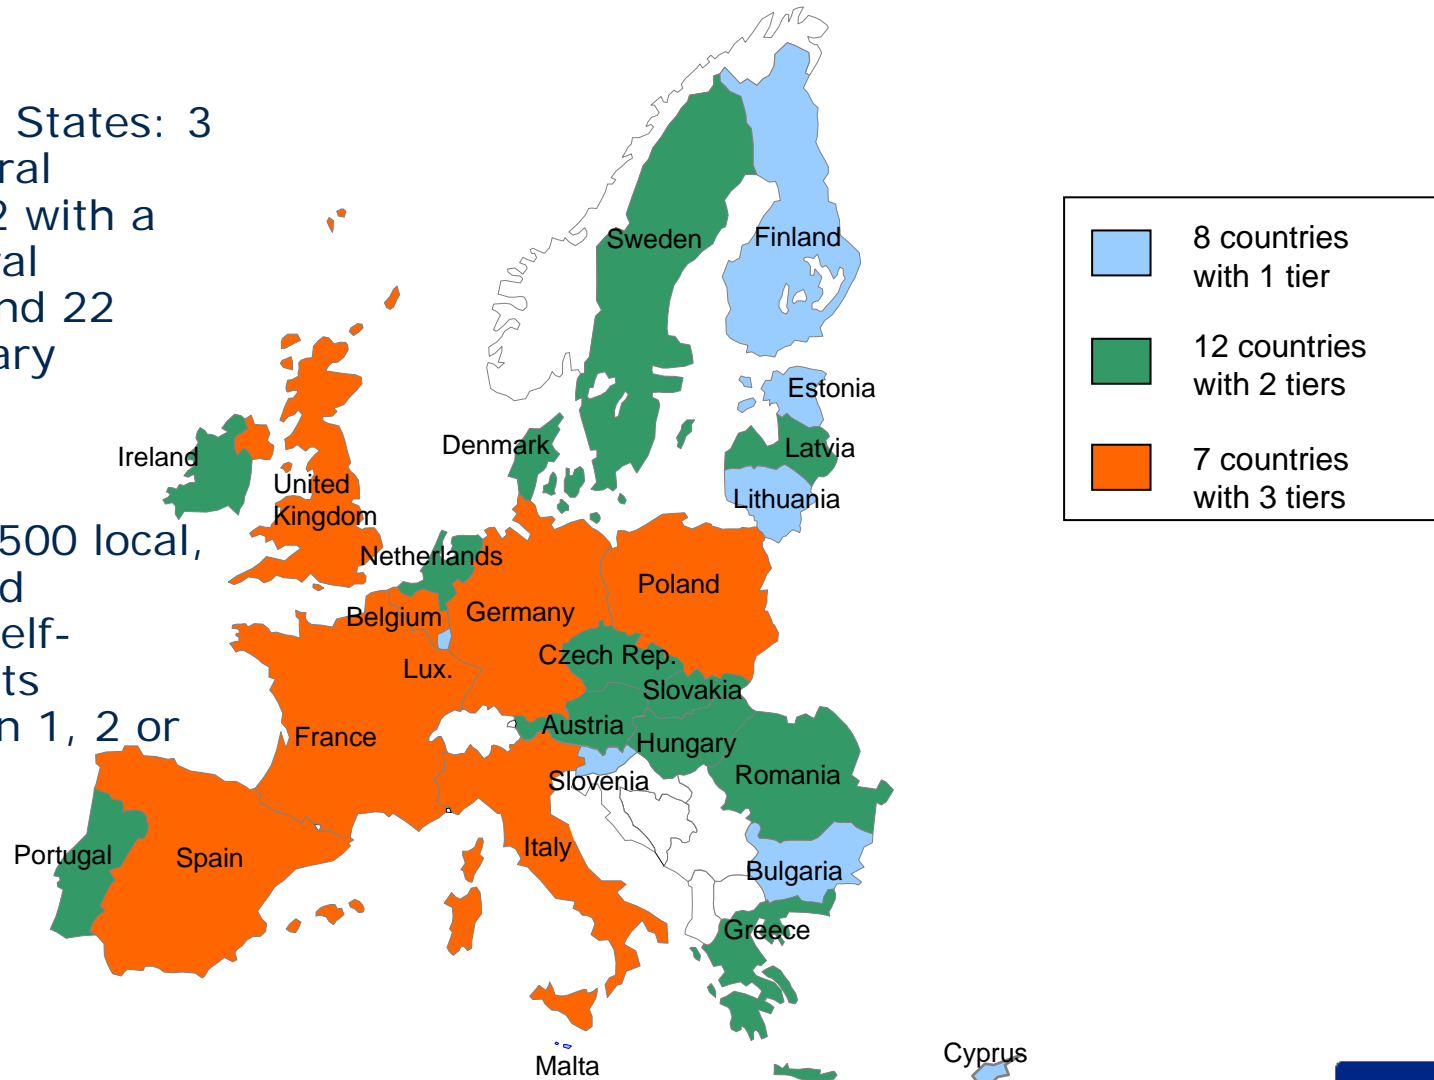 States: 3
ral
2 with a
ral
nd 22
ary
500 local,
d
elf-
ts
n 1, 2 or
Sweden
Finland
Estonia
Latvia
Lithuania
Denmark
Ireland
United
Kingdom
Netherlands
Belgium
Germany
Poland
Lux.
Czech Rep.
Slovakia
France
Austria
Hungary
Slovenia
Romania
Portugal
Spain
Italy
Bulgaria
Greece
Malta
Cyprus
8 countries
with 1 tier
12 countries
with 2 tiers
7 countries
with 3 tiers